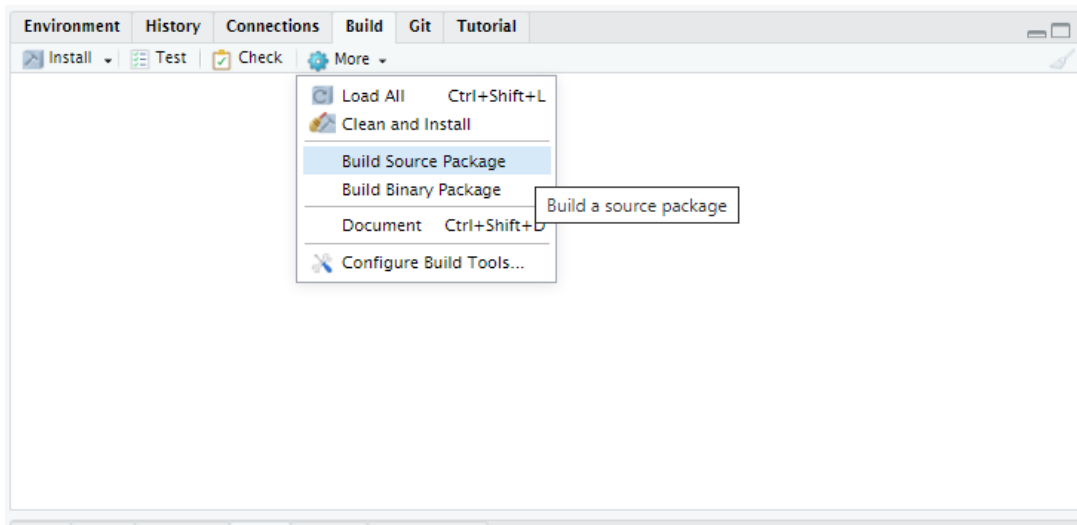 Environment History Connections Build Git Tutorial
Install Test Check More
Load All Ctrl+Shift+L
Clean and Install
Build Source Package
Build Binary Package
Build a source package
Document Ctrl+Shift+D
Configure Build Tools...